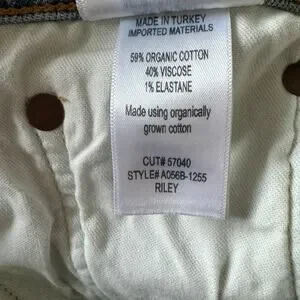 MADE IN TURKEY
IMPORTED MATERIALS
59% ORGANIC COTTON
40% VISCOSE
1% ELASTANE
Made using organically
grown cotton
CUT# 57040
STYLE# A056B-1255
RILEY